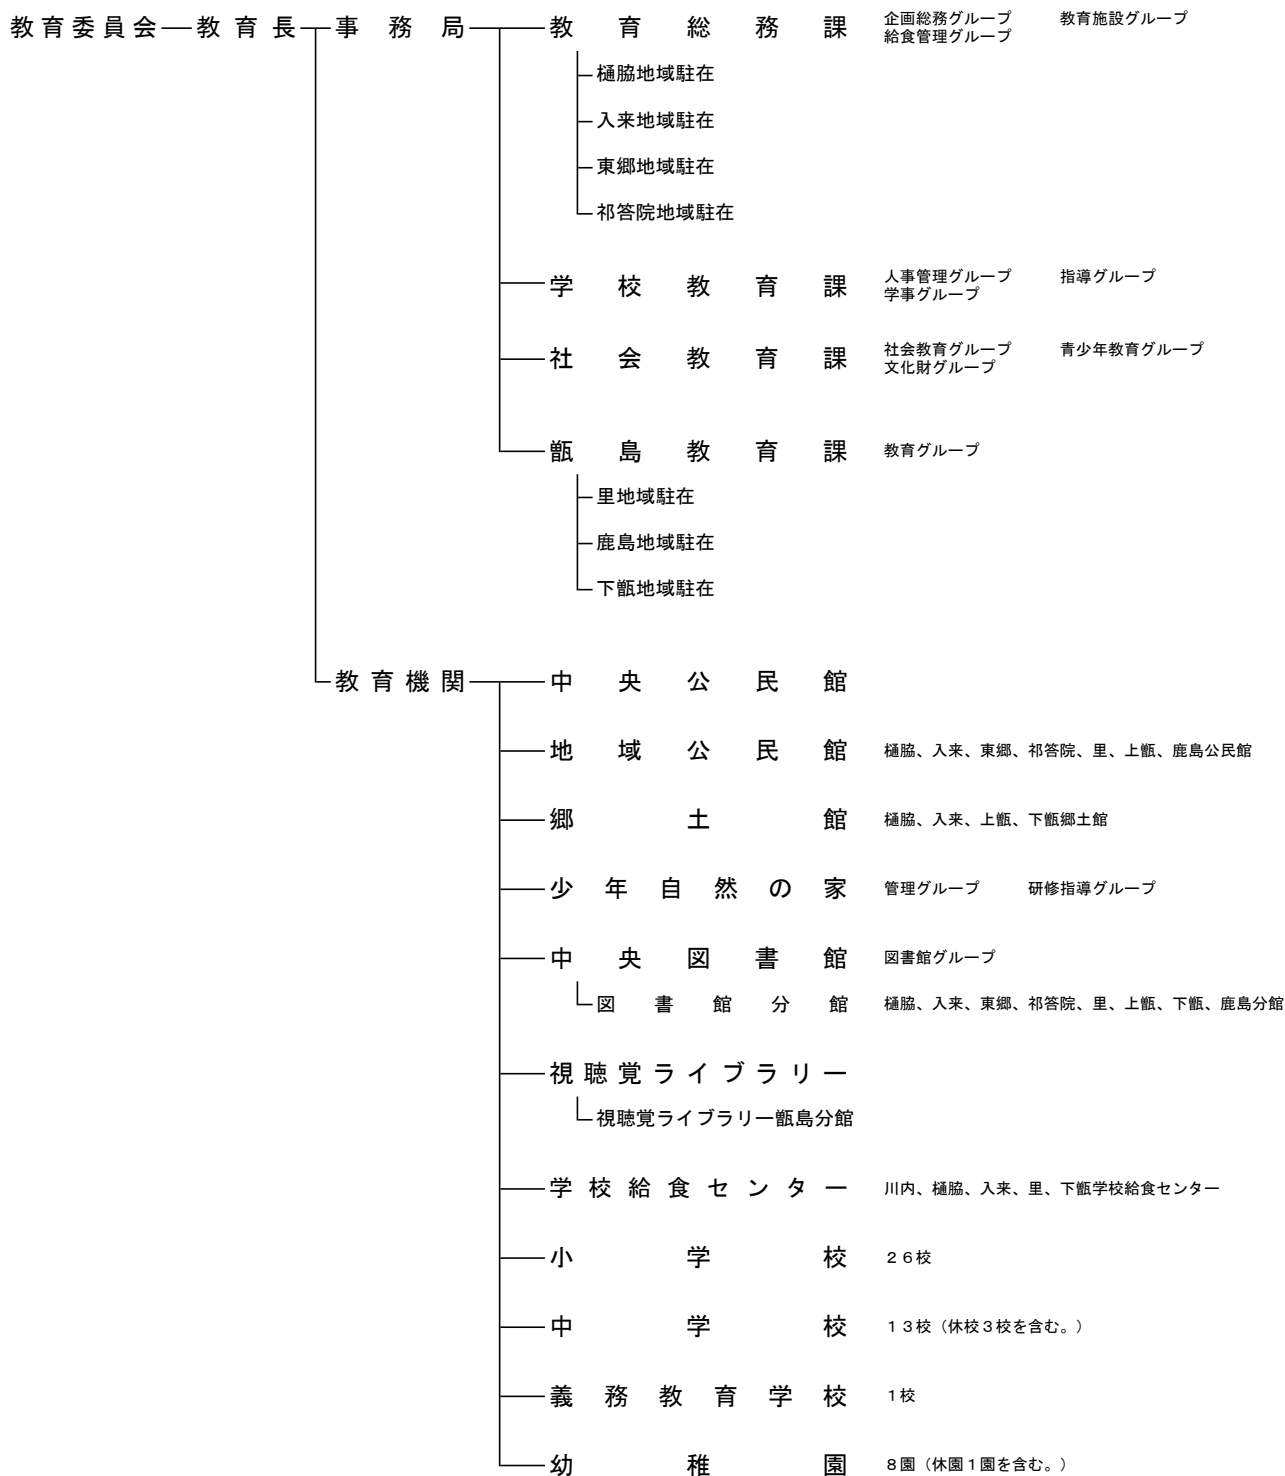 教育委員会 教育長 事務局 教育総務課 企画総務グループ 教育施設グループ
給食管理グループ
樋脇地域駐在
入来地域駐在
東郷地域駐在
祁答院地域駐在
学校教育課 人事管理グループ 指導グループ
学事グループ
社会教育課 社会教育グループ 青少年教育グループ
文化財グループ
甑島教育課 教育グループ
里地域駐在
鹿島地域駐在
下甑地域駐在
教育機関 中央公民館
地域公民館 樋脇、入来、東郷、祁答院、里、上甑、鹿島公民館
郷土館 樋脇、入来、上甑、下甑郷土館
少年自然の家 管理グループ 研修指導グループ
中央図書館 図書館グループ
図書館分館 樋脇、入来、東郷、祁答院、里、上甑、下甑、鹿島分館
視聴覚ライブラリー
視聴覚ライブラリー甑島分館
学校給食センター 川内、樋脇、入来、里、下甑学校給食センター
小学校 ２６校
中学校 １３校（休校３校を含む。）
義務教育学校 １校
幼稚園 ８園（休園１園を含む。）